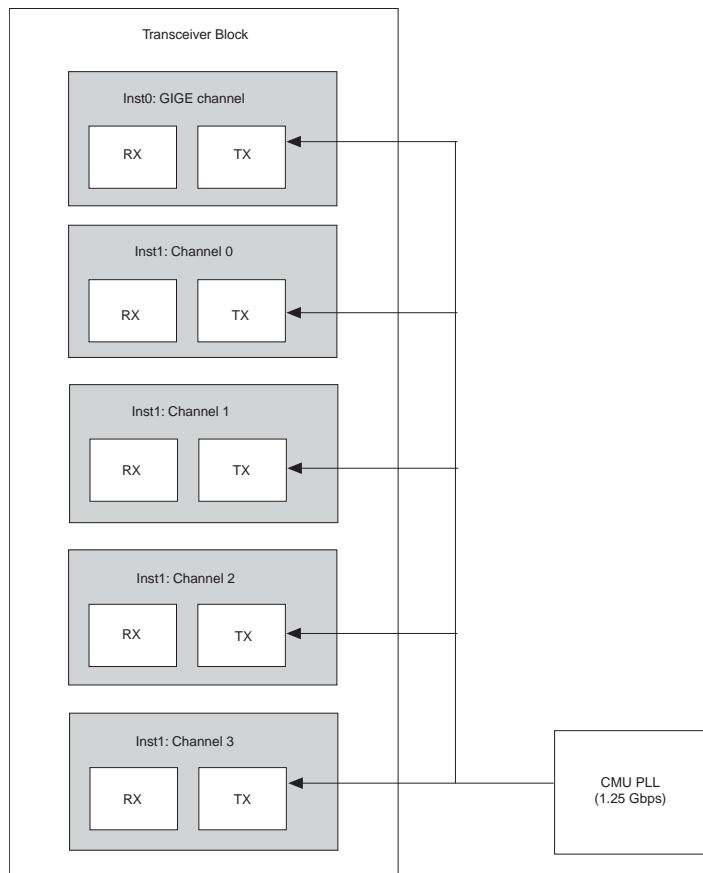 Transceiver Block
Inst0: GIGE channel
RX
TX
Inst1: Channel 0
RX
TX
Inst1: Channel 1
RX
TX
Inst1: Channel 2
RX
TX
Inst1: Channel 3
RX
TX
CMU PLL
(1.25 Gbps)